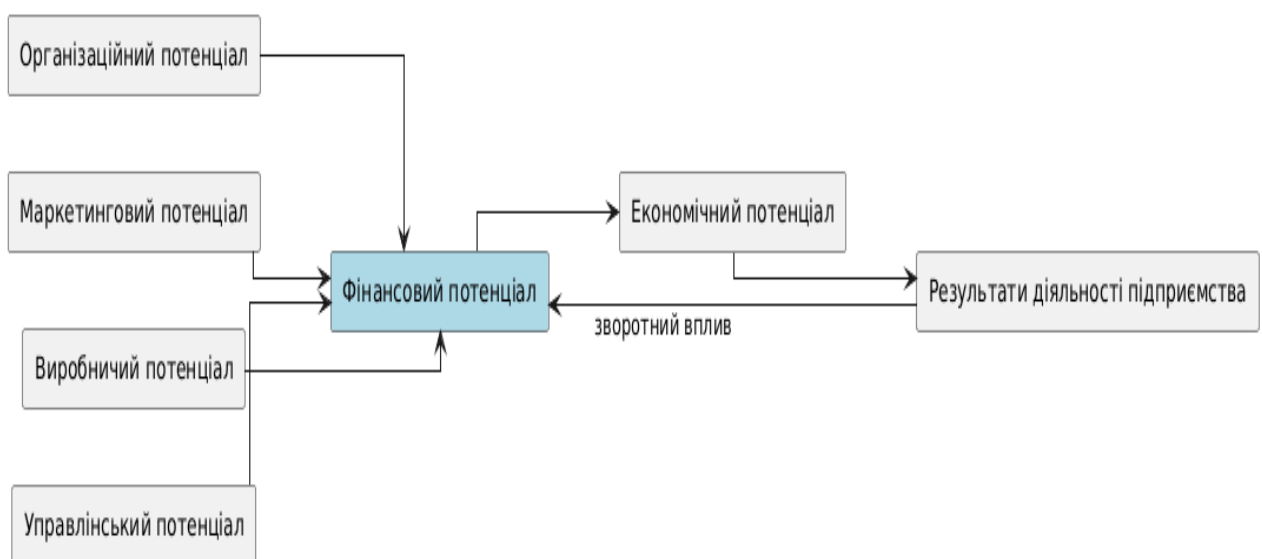 Організаційний потенціал
Маркетинговий потенціал
Економічний потенціал
Фінансовий потенціал
Результати діяльності підприємства
зворотний вплив
Виробничий потенціал
Управлінський потенціал